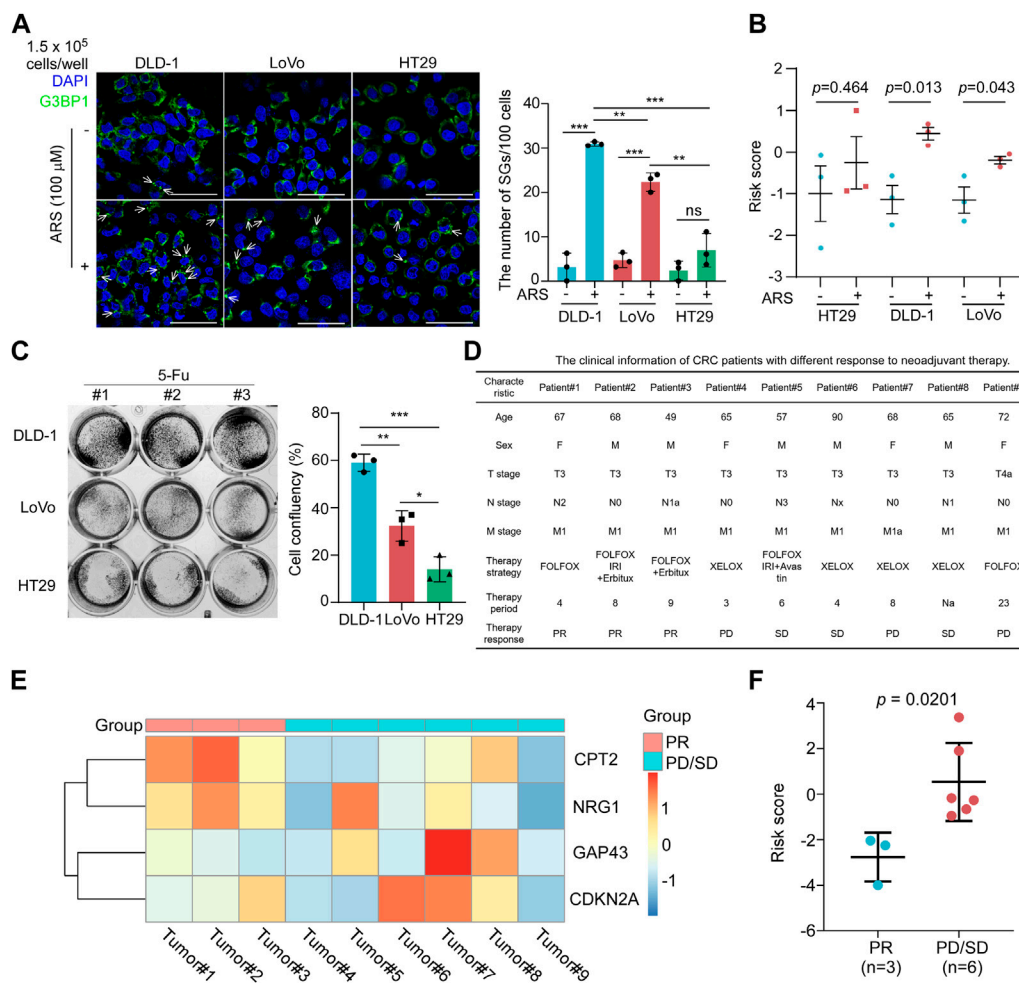 A
1.5 x 10⁵
cells/well
DAPI
G3BP1
DLD-1 LoVo HT29
ARS (100 µM)
-
+
The number of SGs/100 cells
40
30
20
10
0
*** ** *** *** ** ns
ARS - + - + - +
DLD-1 LoVo HT29
B
Risk score
2
1
0
-1
-2
-3
p=0.464 p=0.013 p=0.043
ARS - + - + - +
HT29 DLD-1 LoVo
C
5-Fu
#1 #2 #3
DLD-1
LoVo
HT29
Cell confluency (%)
80
60
40
20
0
***
**
*
DLD-1 LoVo HT29
D
The clinical information of CRC patients with different response to neoadjuvant therapy.
Characte
ristic Patient#1 Patient#2 Patient#3 Patient#4 Patient#5 Patient#6 Patient#7 Patient#8 Patient#
Age 67 68 49 65 57 90 68 65 72
Sex F M M F M M F M F
T stage T3 T3 T3 T3 T3 T3 T3 T3 T4a
N stage N2 N0 N1a N0 N3 Nx N0 N1 N0
M stage M1 M1 M1 M1 M1 M1 M1a M1 M1
Therapy
strategy FOLFOX FOLFOX
IRI
+Erbitux FOLFOX
+Erbitux XELOX FOLFOX
IRI+Avas
tin XELOX XELOX XELOX FOLFOX
Therapy
period 4 8 9 3 6 4 8 Na 23
Therapy
response PR PR PR PD SD SD PD SD PD
E
Group
CPT2
NRG1
GAP43
CDKN2A
Tumor#1 Tumor#2 Tumor#3 Tumor#4 Tumor#5 Tumor#6 Tumor#7 Tumor#8 Tumor#9
Group
PR
PD/SD
1
0
-1
F
p = 0.0201
Risk score
4
2
0
-2
-4
-6
PR
(n=3)
PD/SD
(n=6)